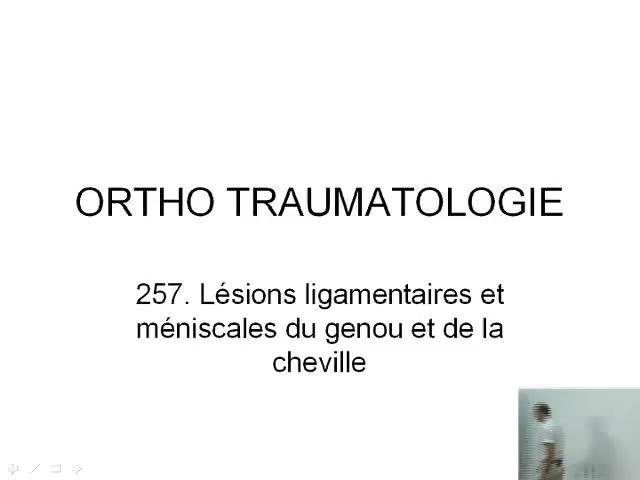 ORTHO TRAUMATOLOGIE
257. Lésions ligamentaires et
méniscales du genou et de la
cheville